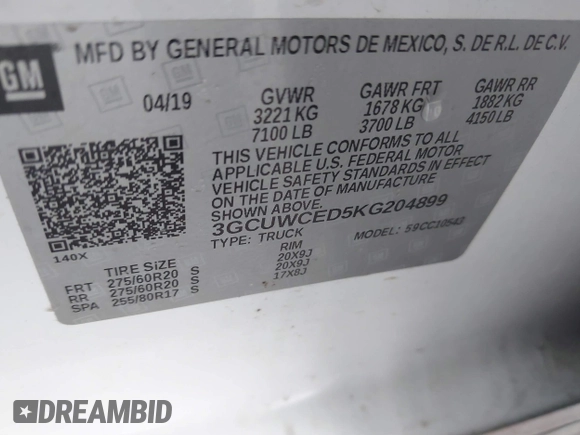 GM
MFD BY GENERAL MOTORS DE MEXICO, S. DE R.L. DE C.V.
04/19
GVWR
3221 KG
7100 LB
GAWR FRT
1678 KG
3700 LB
GAWR RR
1882 KG
4150 LB
THIS VEHICLE CONFORMS TO ALL
APPLICABLE U.S. FEDERAL MOTOR
VEHICLE SAFETY STANDARDS IN EFFECT
ON THE DATE OF MANUFACTURE
SHOWN ABOVE.
3GCUWCED5KG204899
TYPE: TRUCK
MODEL: 59CC10543
140X
TIRE SIZE
RIM
FRT 275/60R20 S 20X9J
RR 275/60R20 S 20X9J
SPA 255/80R17 S 17X8J
DREAMBID